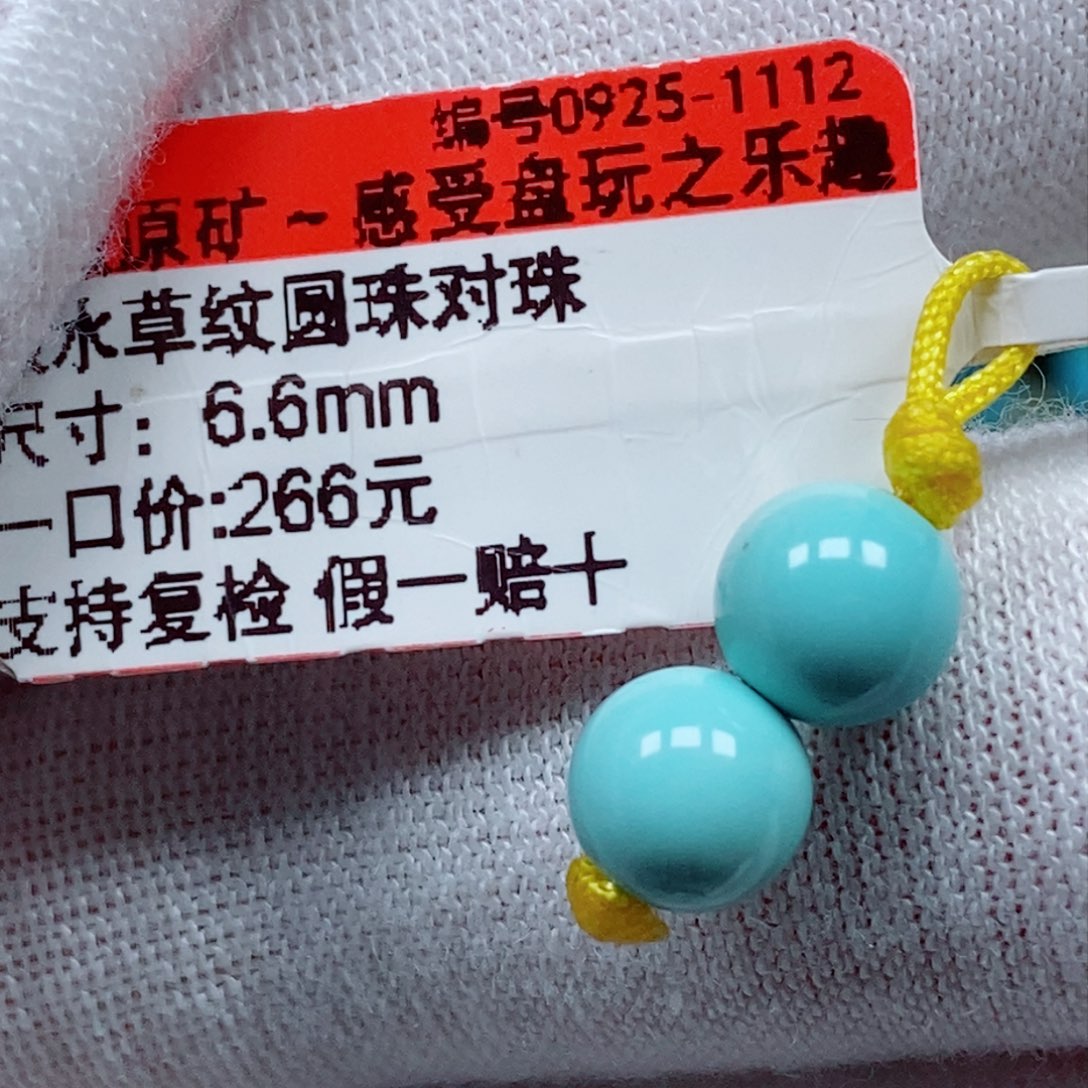 编号0925-1112
原矿~感受盘玩之乐趣
水草纹圆珠对珠
尺寸：6.6mm
一口价:266元
支持复检 假一赔十